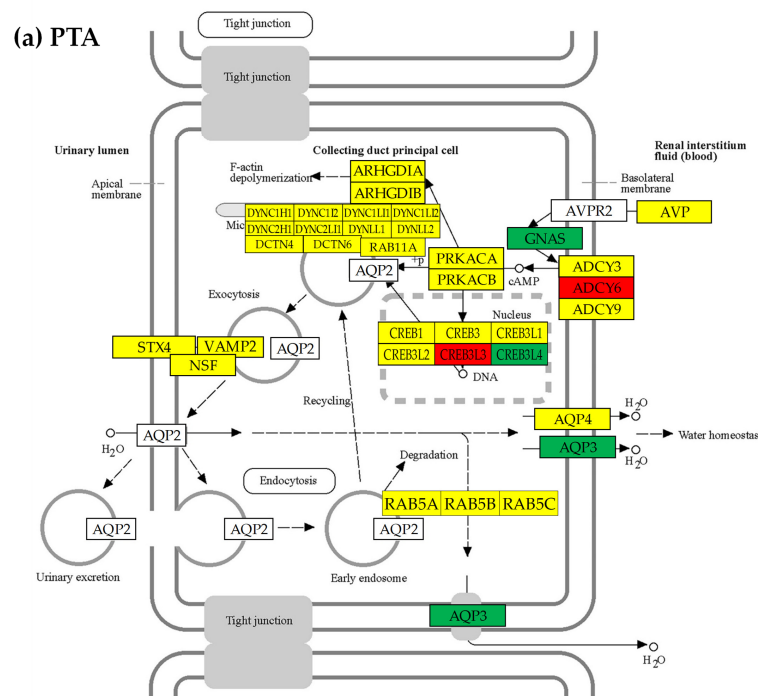 (a) PTA
Tight junction
Tight junction
Urinary lumen
Collecting duct principal cell
Renal interstitium
fluid (blood)
Apical
membrane
F-actin
depolymerization
ARHGDIA
ARHGDIB
Basolateral
membrane
AVPR2
AVP
DYNC1H1 DYNC1I2 DYNC1LI1 DYNC1LI2
Mic
DYNC2H1 DYNC2LI1 DYNLL1 DYNLL2
DCTN4 DCTN6 RAB11A
GNAS
+p
PRKACA
PRKACB
AQP2
cAMP
ADCY3
ADCY6
ADCY9
Exocytosis
Nucleus
CREB1 CREB3 CREB3L1
CREB3L2 CREB3L3 CREB3L4
DNA
STX4 VAMP2
NSF
AQP2
Recycling
H2O
AQP2
AQP4
H2O
AQP3
H2O
Water homeostas
Degradation
Endocytosis
RAB5A RAB5B RAB5C
AQP2
AQP2
AQP2
Urinary excretion
Early endosome
Tight junction
AQP3
H2O